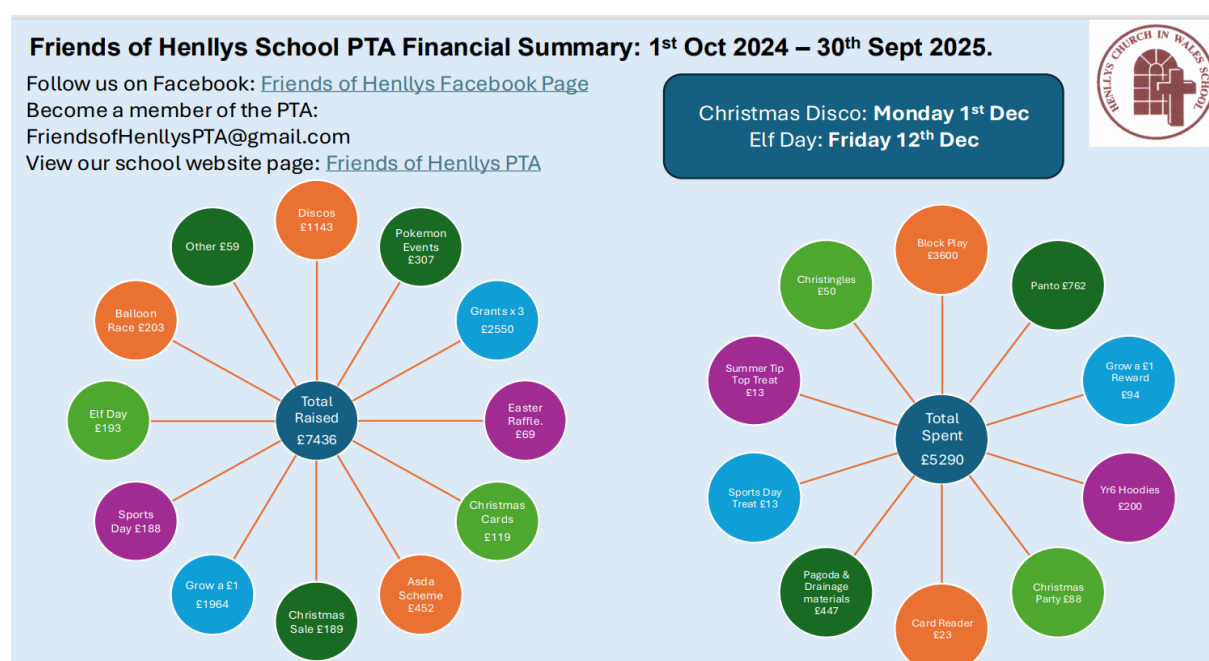 Friends of Henllys School PTA Financial Summary: 1st Oct 2024 – 30th Sept 2025.
Follow us on Facebook: Friends of Henllys Facebook Page
Become a member of the PTA:
FriendsofHenllysPTA@gmail.com
View our school website page: Friends of Henllys PTA
Christmas Disco: Monday 1st Dec
Elf Day: Friday 12th Dec
HENLLYS CHURCH IN WALES SCHOOL
Total
Raised
£7436
Discos
£1143
Pokemon
Events
£307
Grants x 3
£2550
Easter
Raffle.
£69
Christmas
Cards
£119
Asda
Scheme
£452
Christmas
Sale £189
Grow a £1
£1964
Sports
Day £188
Elf Day
£193
Balloon
Race £203
Other £59
Total
Spent
£5290
Block Play
£3600
Panto £762
Grow a £1
Reward
£94
Yr6 Hoodies
£200
Christmas
Party £88
Card Reader
£23
Pagoda &
Drainage
materials
£447
Sports Day
Treat £13
Summer Tip
Top Treat
£13
Christingles
£50